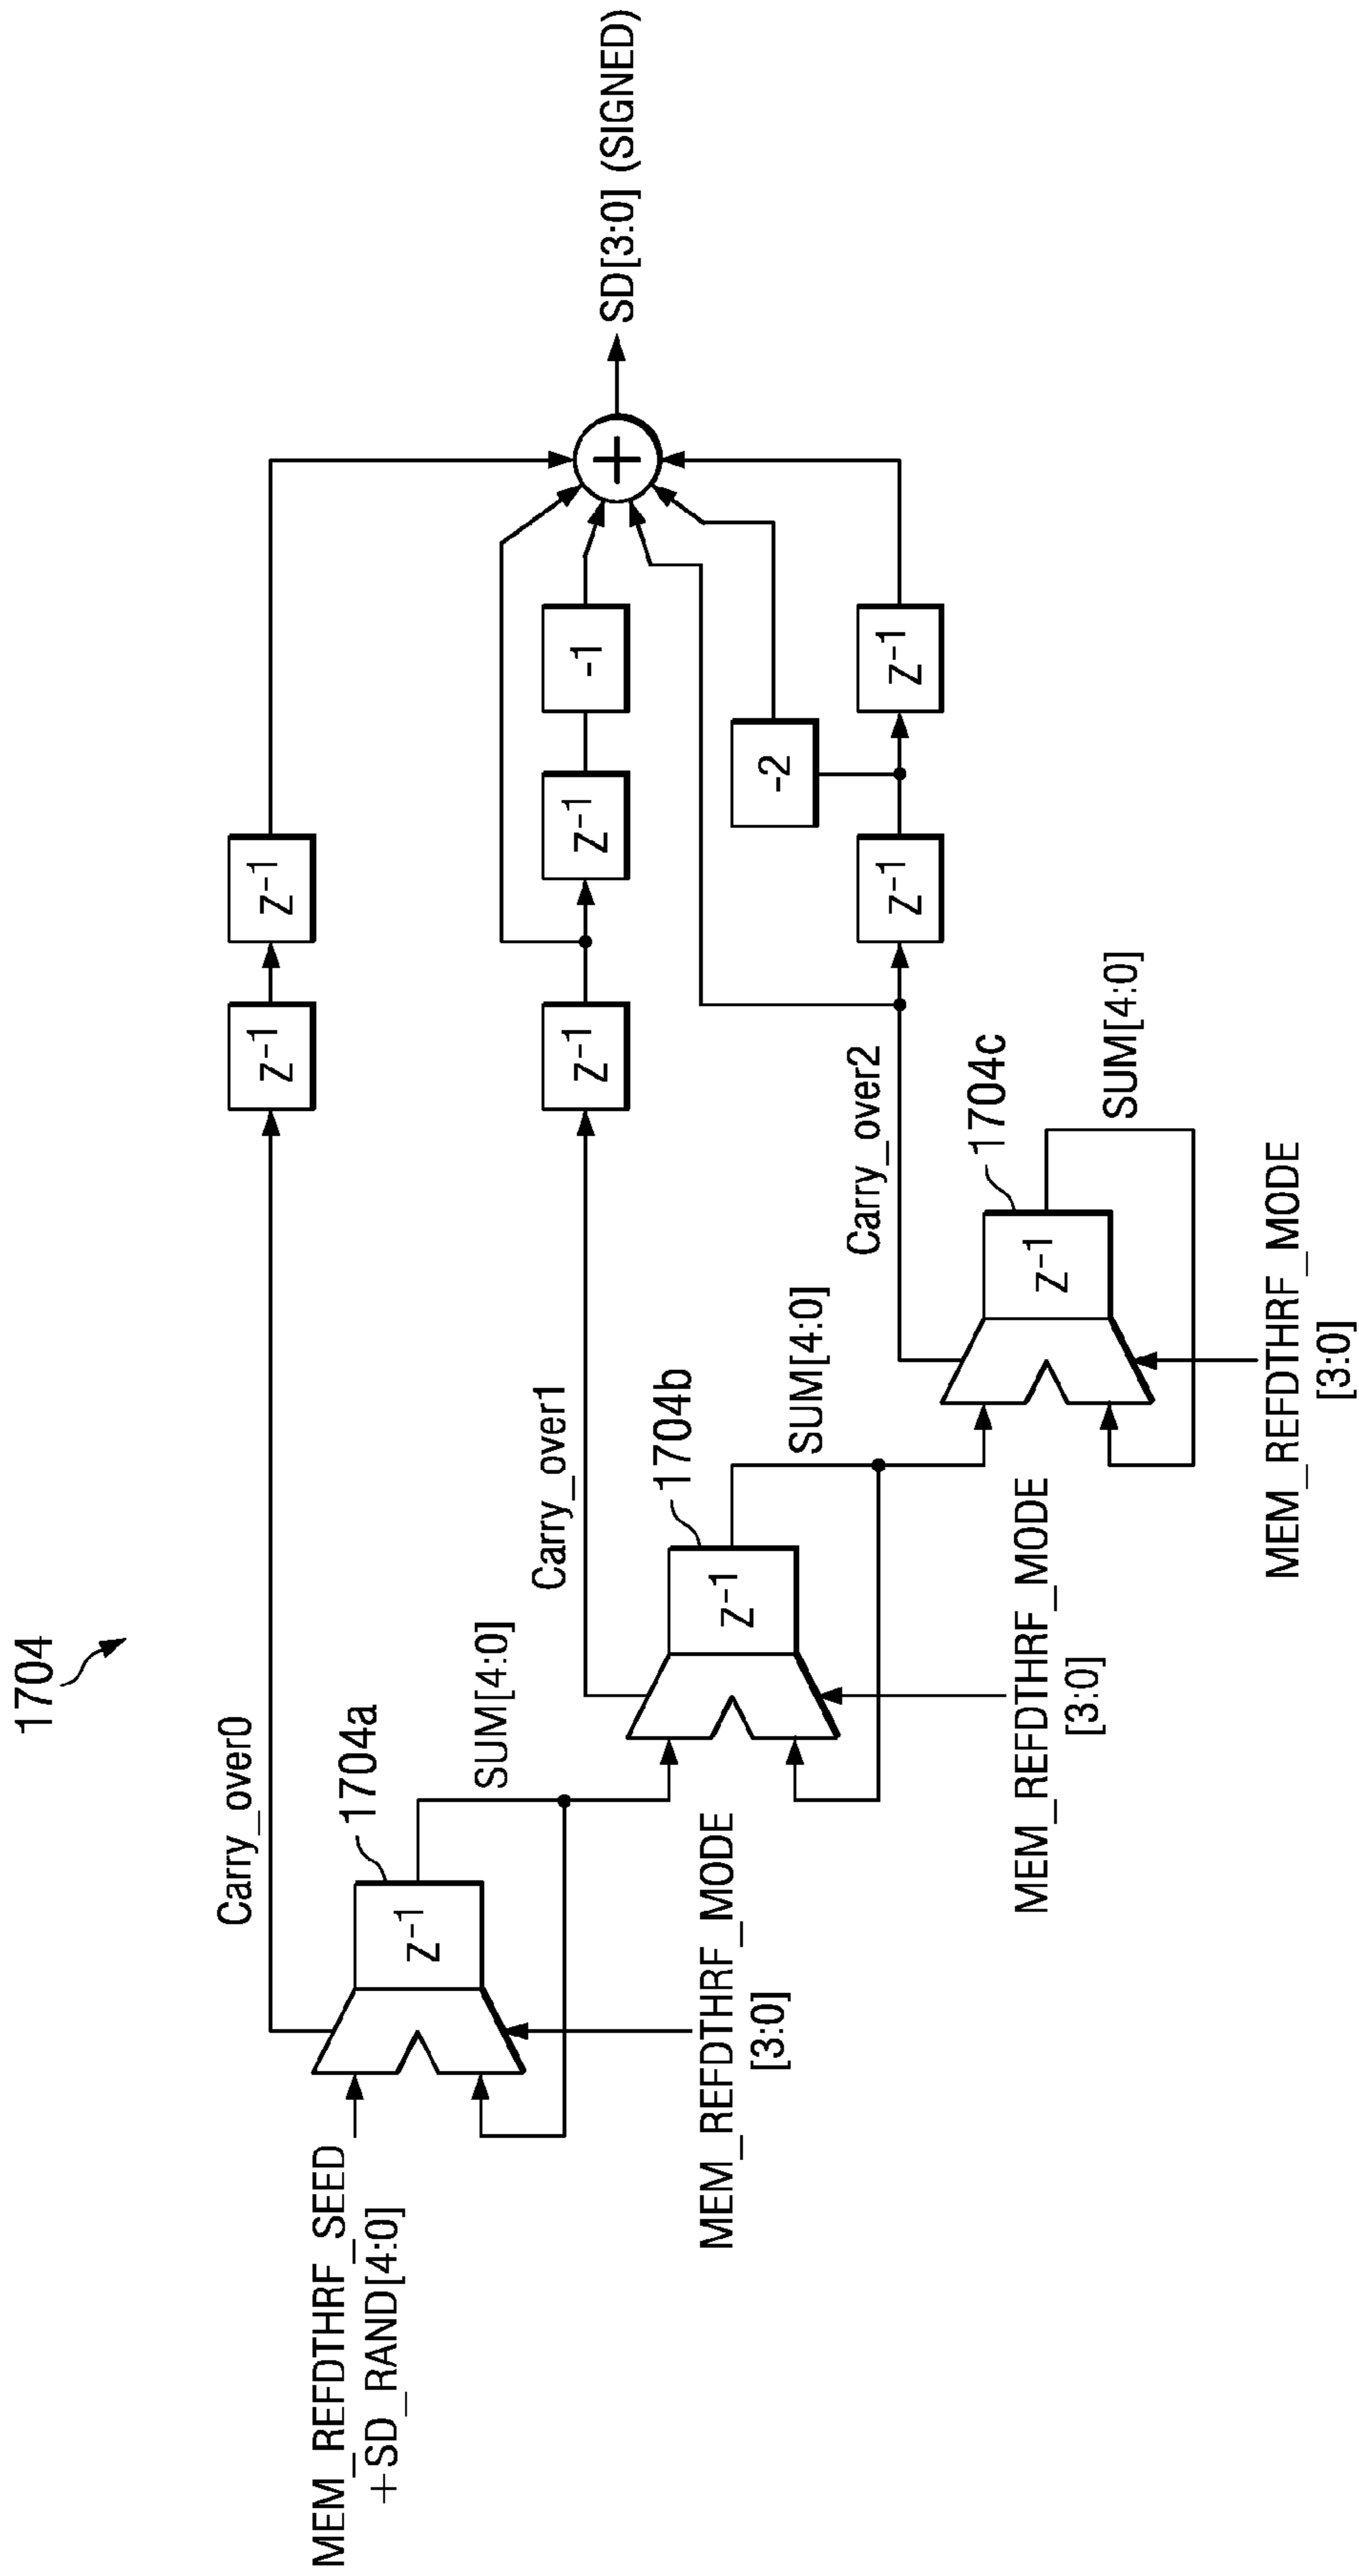 1704
Carry_over0
Z−1
Z−1
SD[3:0] (SIGNED)
MEM_REFDTHRF_SEED
+SD_RAND[4:0]
1704a
Z−1
SUM[4:0]
MEM_REFDTHRF_MODE
[3:0]
Carry_over1
Z−1
Z−1
-1
+
1704b
Z−1
SUM[4:0]
MEM_REFDTHRF_MODE
[3:0]
-2
Carry_over2
Z−1
Z−1
1704c
Z−1
SUM[4:0]
MEM_REFDTHRF_MODE
[3:0]